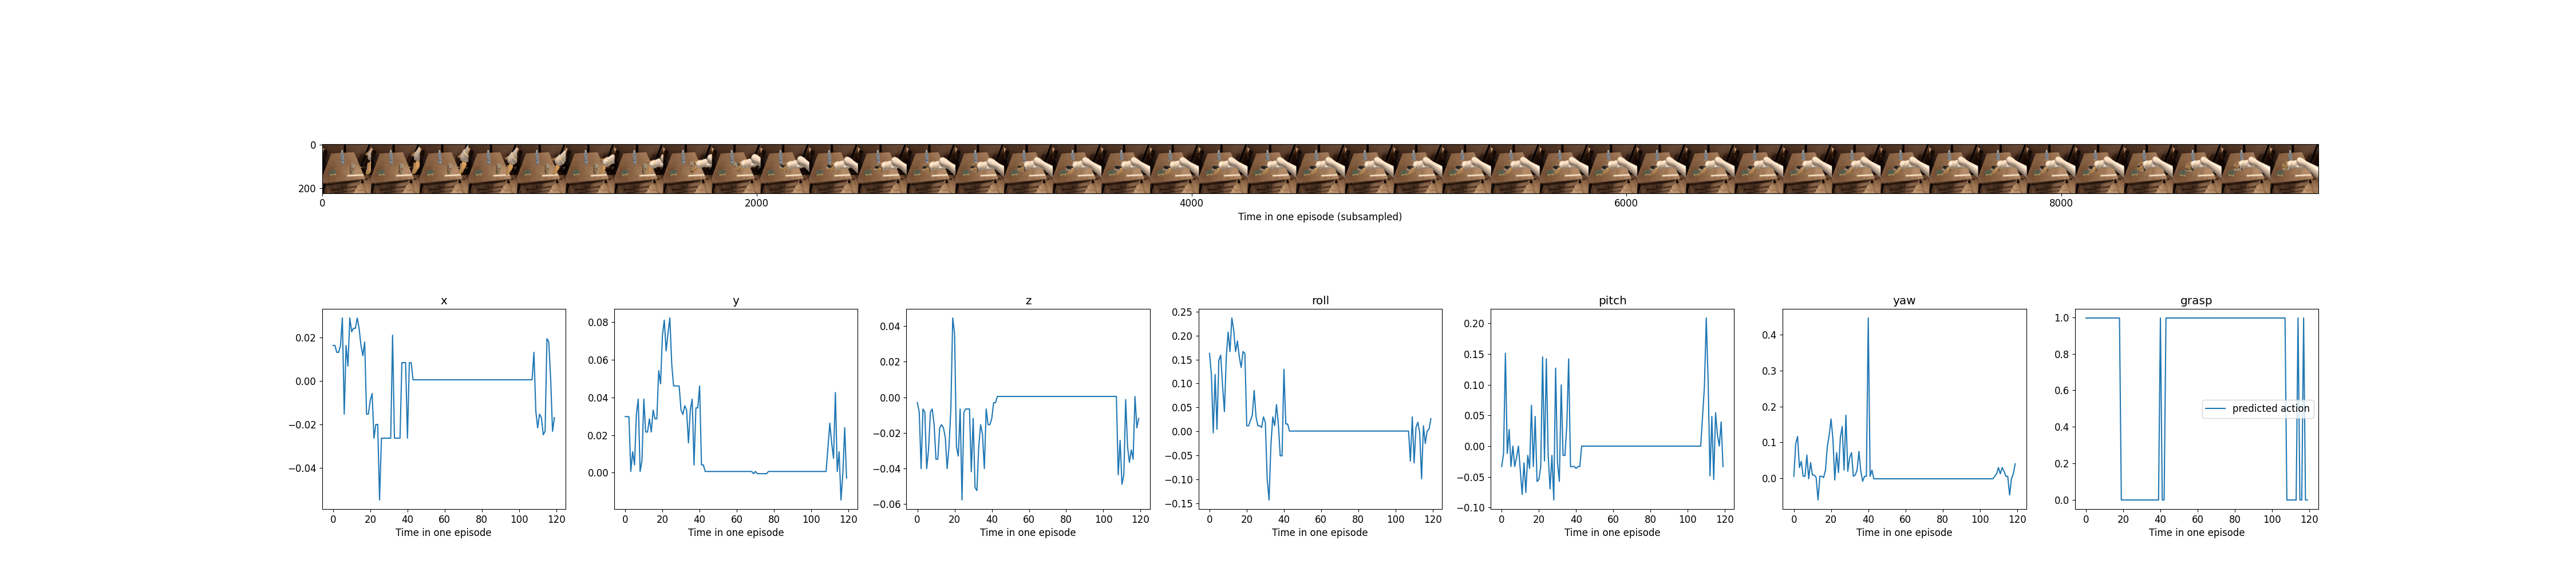 0
200
0 2000 4000 6000 8000
Time in one episode (subsampled)
x
0.02
0.00
−0.02
−0.04
0 20 40 60 80 100 120
Time in one episode
y
0.08
0.06
0.04
0.02
0.00
0 20 40 60 80 100 120
Time in one episode
z
0.04
0.02
0.00
−0.02
−0.04
−0.06
0 20 40 60 80 100 120
Time in one episode
roll
0.25
0.20
0.15
0.10
0.05
0.00
−0.05
−0.10
−0.15
0 20 40 60 80 100 120
Time in one episode
pitch
0.20
0.15
0.10
0.05
0.00
−0.05
−0.10
0 20 40 60 80 100 120
Time in one episode
yaw
0.4
0.3
0.2
0.1
0.0
0 20 40 60 80 100 120
Time in one episode
grasp
1.0
0.8
0.6
0.4
0.2
0.0
predicted action
0 20 40 60 80 100 120
Time in one episode